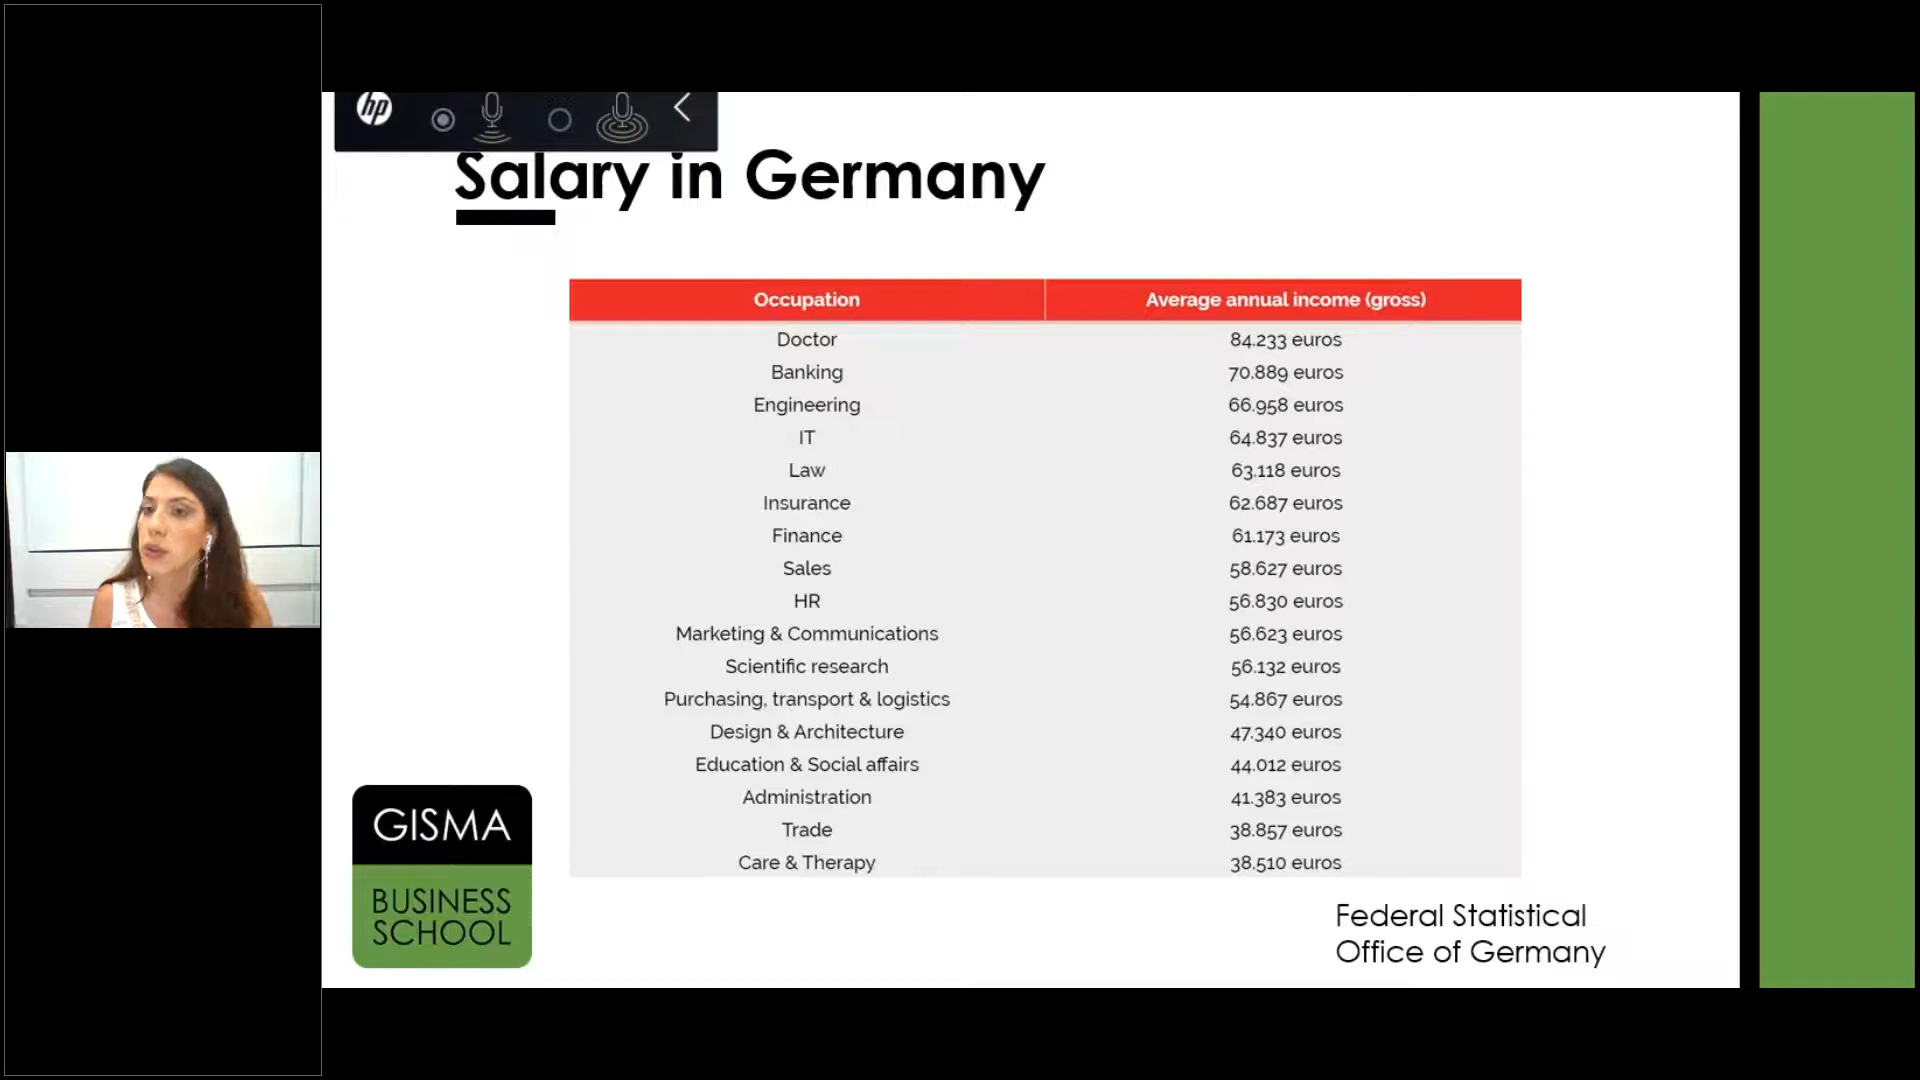 hp
Salary in Germany
Occupation Average annual income (gross)
Doctor 84.233 euros
Banking 70.889 euros
Engineering 66.958 euros
IT 64.837 euros
Law 63.118 euros
Insurance 62.687 euros
Finance 61.173 euros
Sales 58.627 euros
HR 56.830 euros
Marketing & Communications 56.623 euros
Scientific research 56.132 euros
Purchasing, transport & logistics 54.867 euros
Design & Architecture 47.340 euros
Education & Social affairs 44.012 euros
Administration 41.383 euros
Trade 38.857 euros
Care & Therapy 38.510 euros
GISMA
BUSINESS
SCHOOL
Federal Statistical
Office of Germany